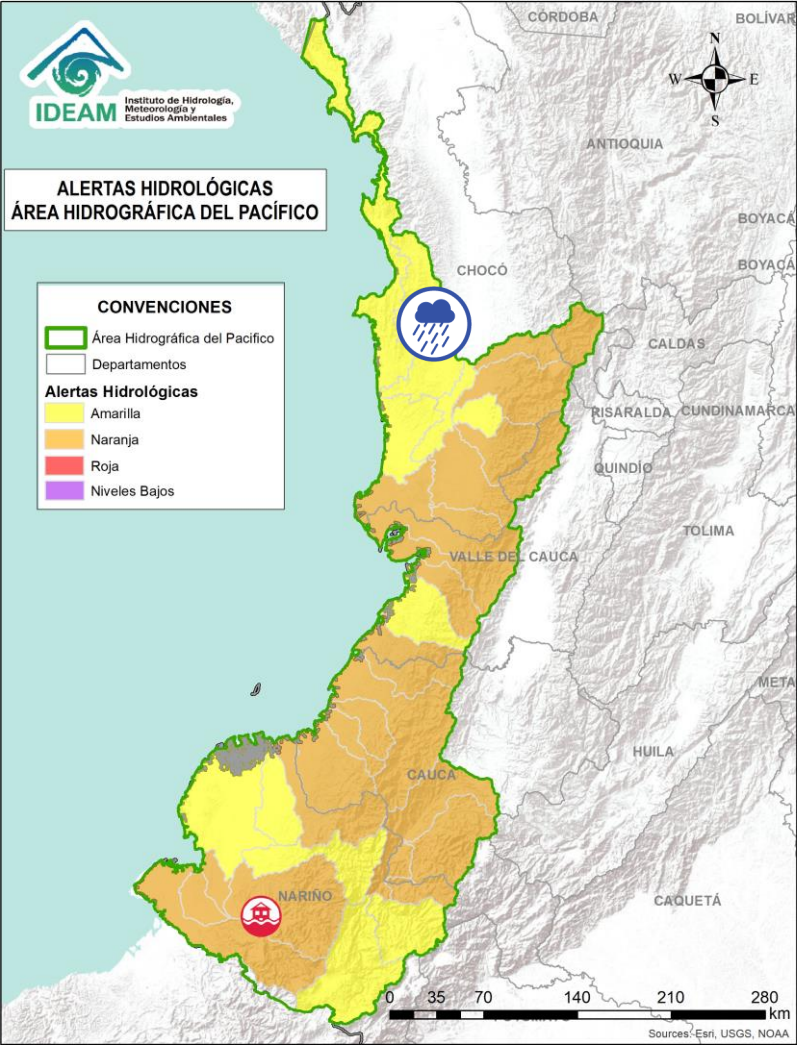 CÓRDOBA
BOLÍVAR
N
W E
S
IDEAM
Instituto de Hidrología,
Meteorología y
Estudios Ambientales
ANTIOQUIA
ALERTAS HIDROLÓGICAS
ÁREA HIDROGRÁFICA DEL PACÍFICO
BOYACÁ
BOYACÁ
CHOCÓ
CONVENCIONES
Área Hidrográfica del Pacifico
Departamentos
Alertas Hidrológicas
Amarilla
Naranja
Roja
Niveles Bajos
CALDAS
RISARALDA
CUNDINAMARCA
QUINDÍO
TOLIMA
VALLE DEL CAUCA
META
HUILA
CAUCA
NARIÑO
CAQUETÁ
0 35 70 140 210 280
km
Sources: Esri, USGS, NOAA